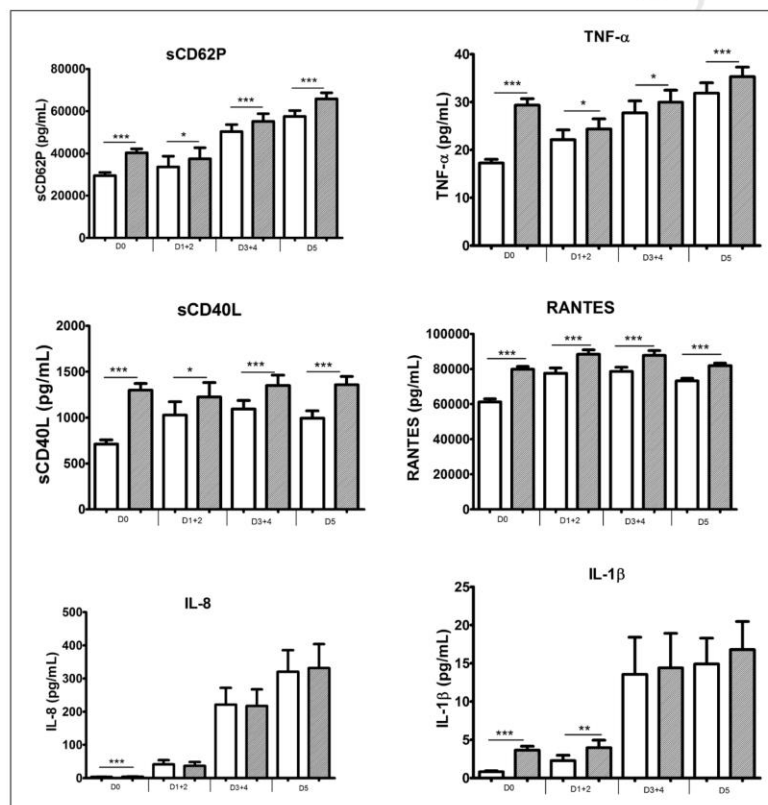 sCD62P
sCD62P (pg/mL)
80000
60000
40000
20000
0
***
*
***
***
D0
D1+2
D3+4
D5
TNF-α
TNF-α (pg/mL)
40
30
20
10
0
***
*
*
***
D0
D1+2
D3+4
D5
sCD40L
sCD40L (pg/mL)
2000
1500
1000
500
0
***
*
***
***
D0
D1+2
D3+4
D5
RANTES
RANTES (pg/mL)
100000
80000
60000
40000
20000
0
***
***
***
***
D0
D1+2
D3+4
D5
IL-8
IL-8 (pg/mL)
500
400
300
200
100
0
***
D0
D1+2
D3+4
D5
IL-1β
IL-1β (pg/mL)
25
20
15
10
5
0
***
**
D0
D1+2
D3+4
D5